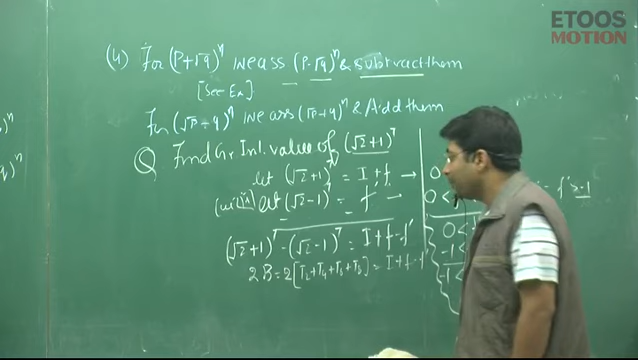 ETOOS
MOTION
(4) For (P+√q)ⁿ we ass (P-√q)ⁿ & subtract them
[See Ex]
For (√P-q)ⁿ we ass (√P+q)ⁿ & Add them
Q Find Gr. Int. value of (√2+1)⁷
let (√2+1)⁷ = I+f → 0
let (√2-1)⁷ = f' → 0 <
(√2+1)⁷-(√2-1)⁷ = I+f-f'
0 <
-1 <
2B = 2[T₂+T₄+T₆+T₈] = I+f-f'
-1 <